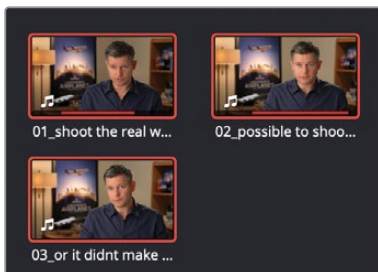 01_shoot the real w...
02_possible to shoo...
03_or it didnt make ...